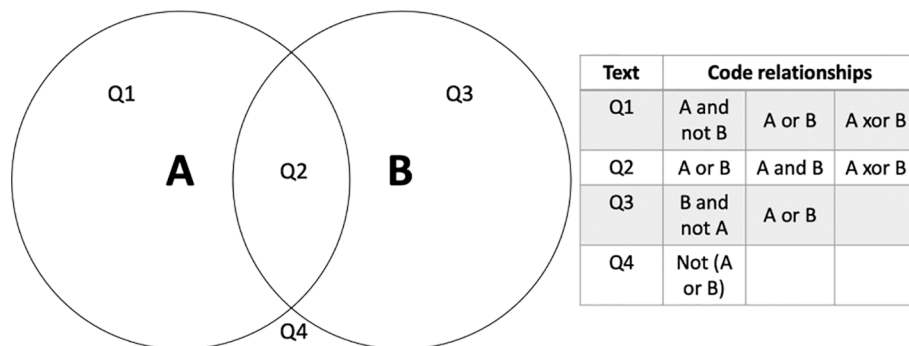 Q1
Q3
A
Q2
B
Q4
Text Code relationships
Q1 A and not B A or B A xor B
Q2 A or B A and B A xor B
Q3 B and not A A or B
Q4 Not (A or B)